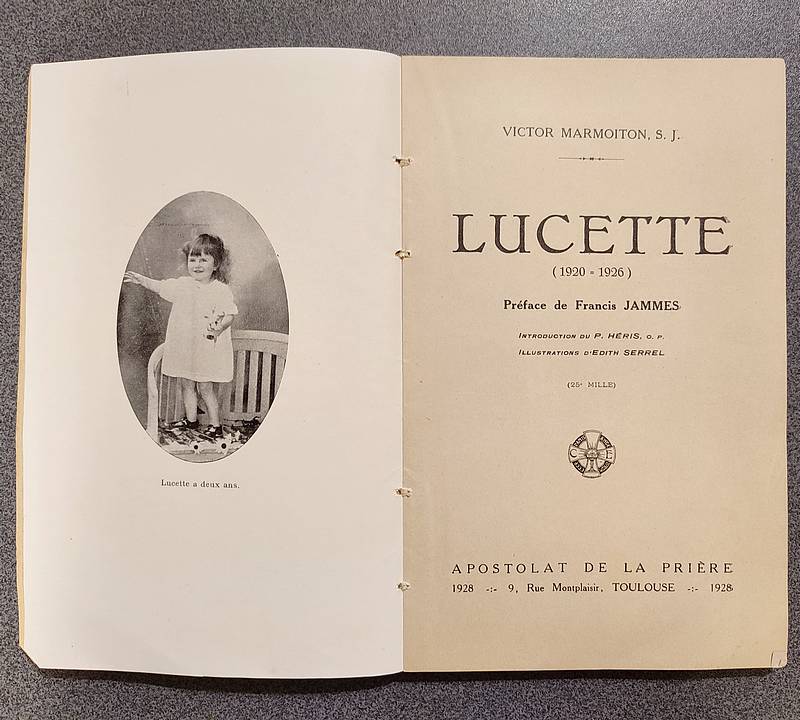 Lucette a deux ans.
VICTOR MARMOITON, S. J.
LUCETTE
( 1920 - 1926 )
Préface de Francis JAMMES
INTRODUCTION DU P. HÉRIS, O. P.
ILLUSTRATIONS D'EDITH SERREL
(25e MILLE)
APOSTOLAT DE LA PRIÈRE
1928 -:- 9, Rue Montplaisir, TOULOUSE -:- 1928